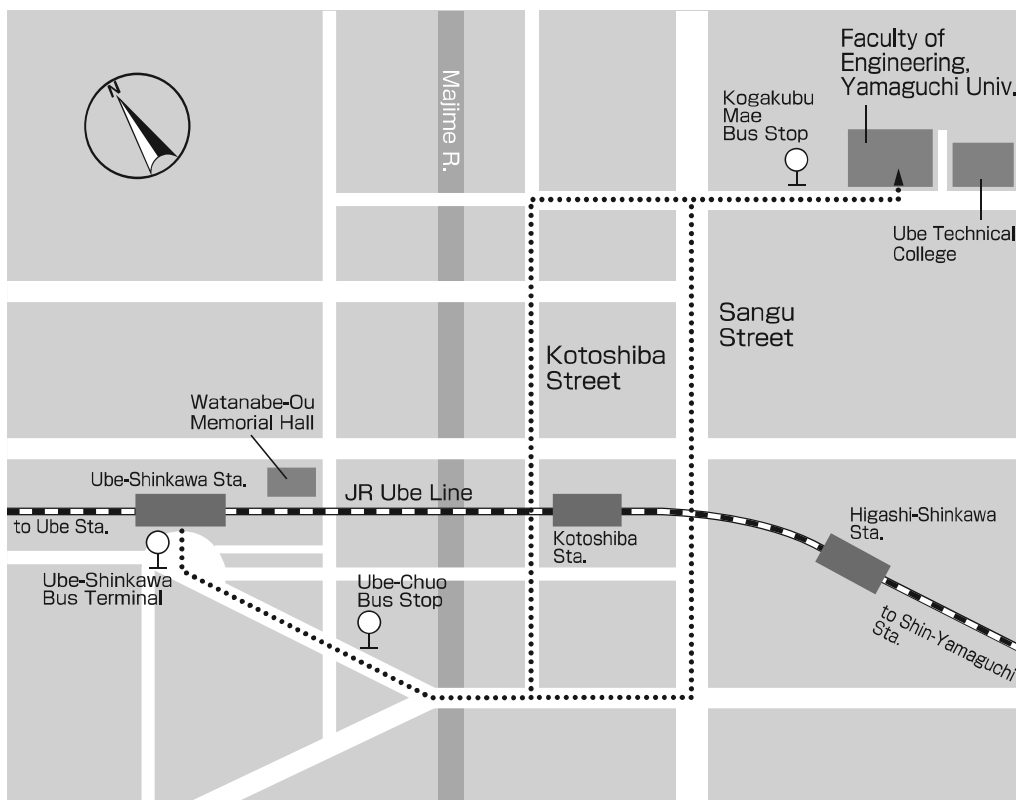 N
Majime R.
Faculty of
Engineering,
Yamaguchi Univ.
Kogakubu
Mae
Bus Stop
Ube Technical
College
Sangu
Street
Kotoshiba
Street
Watanabe-Ou
Memorial Hall
Ube-Shinkawa Sta.
JR Ube Line
to Ube Sta.
Kotoshiba
Sta.
Higashi-Shinkawa
Sta.
Ube-Shinkawa
Bus Terminal
Ube-Chuo
Bus Stop
to Shin-Yamaguchi
Sta.